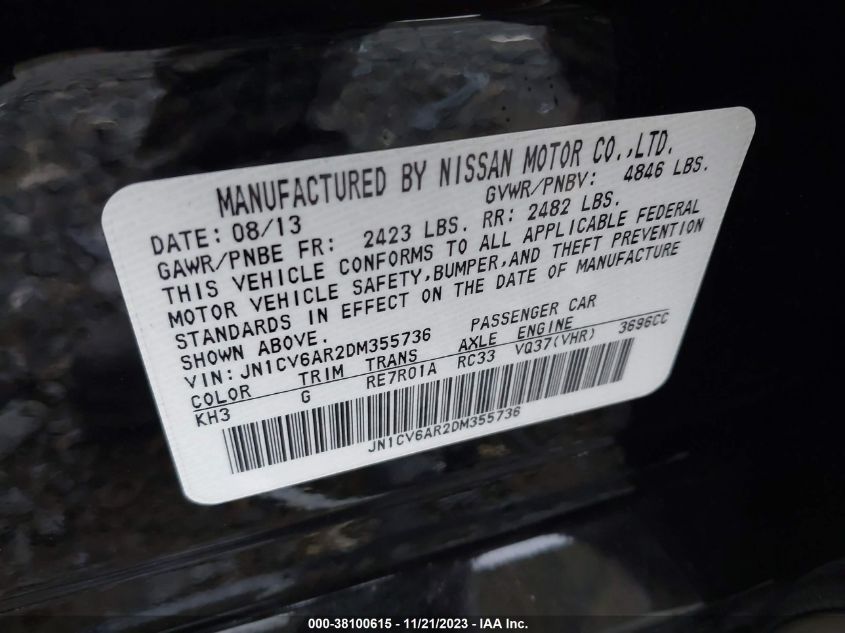 MANUFACTURED BY NISSAN MOTOR CO.,LTD.
DATE: 08/13 GVWR/PNBV: 4846 LBS.
GAWR/PNBE FR: 2423 LBS. RR: 2482 LBS.
THIS VEHICLE CONFORMS TO ALL APPLICABLE FEDERAL
MOTOR VEHICLE SAFETY,BUMPER,AND THEFT PREVENTION
STANDARDS IN EFFECT ON THE DATE OF MANUFACTURE
SHOWN ABOVE.
VIN:JN1CV6AR2DM355736 PASSENGER CAR
COLOR TRIM TRANS AXLE ENGINE
KH3 G RE7R01A RC33 VQ37(VHR) 3696CC
JN1CV6AR2DM355736
000-38100615 - 11/21/2023 - IAA Inc.